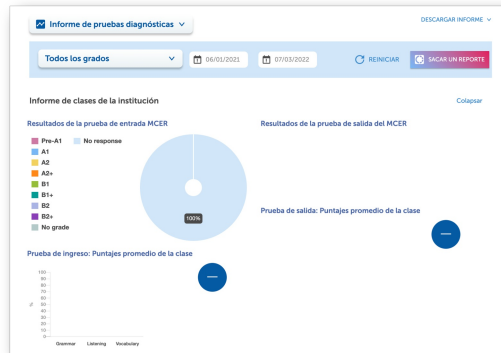 Informe de pruebas diagnósticas
DESCARGAR INFORME
Todos los grados
06/01/2021
07/03/2022
REINICIAR
SACAR UN REPORTE
Informe de clases de la institución
Colapsar
Resultados de la prueba de entrada MCER
Resultados de la prueba de salida del MCER
Pre-A1
No response
A1
A2
A2+
B1
B1+
B2
B2+
No grade
100%
Prueba de salida: Puntajes promedio de la clase
Prueba de ingreso: Puntajes promedio de la clase
%
100
90
80
70
60
50
40
30
20
10
0
Grammar
Listening
Vocabulary